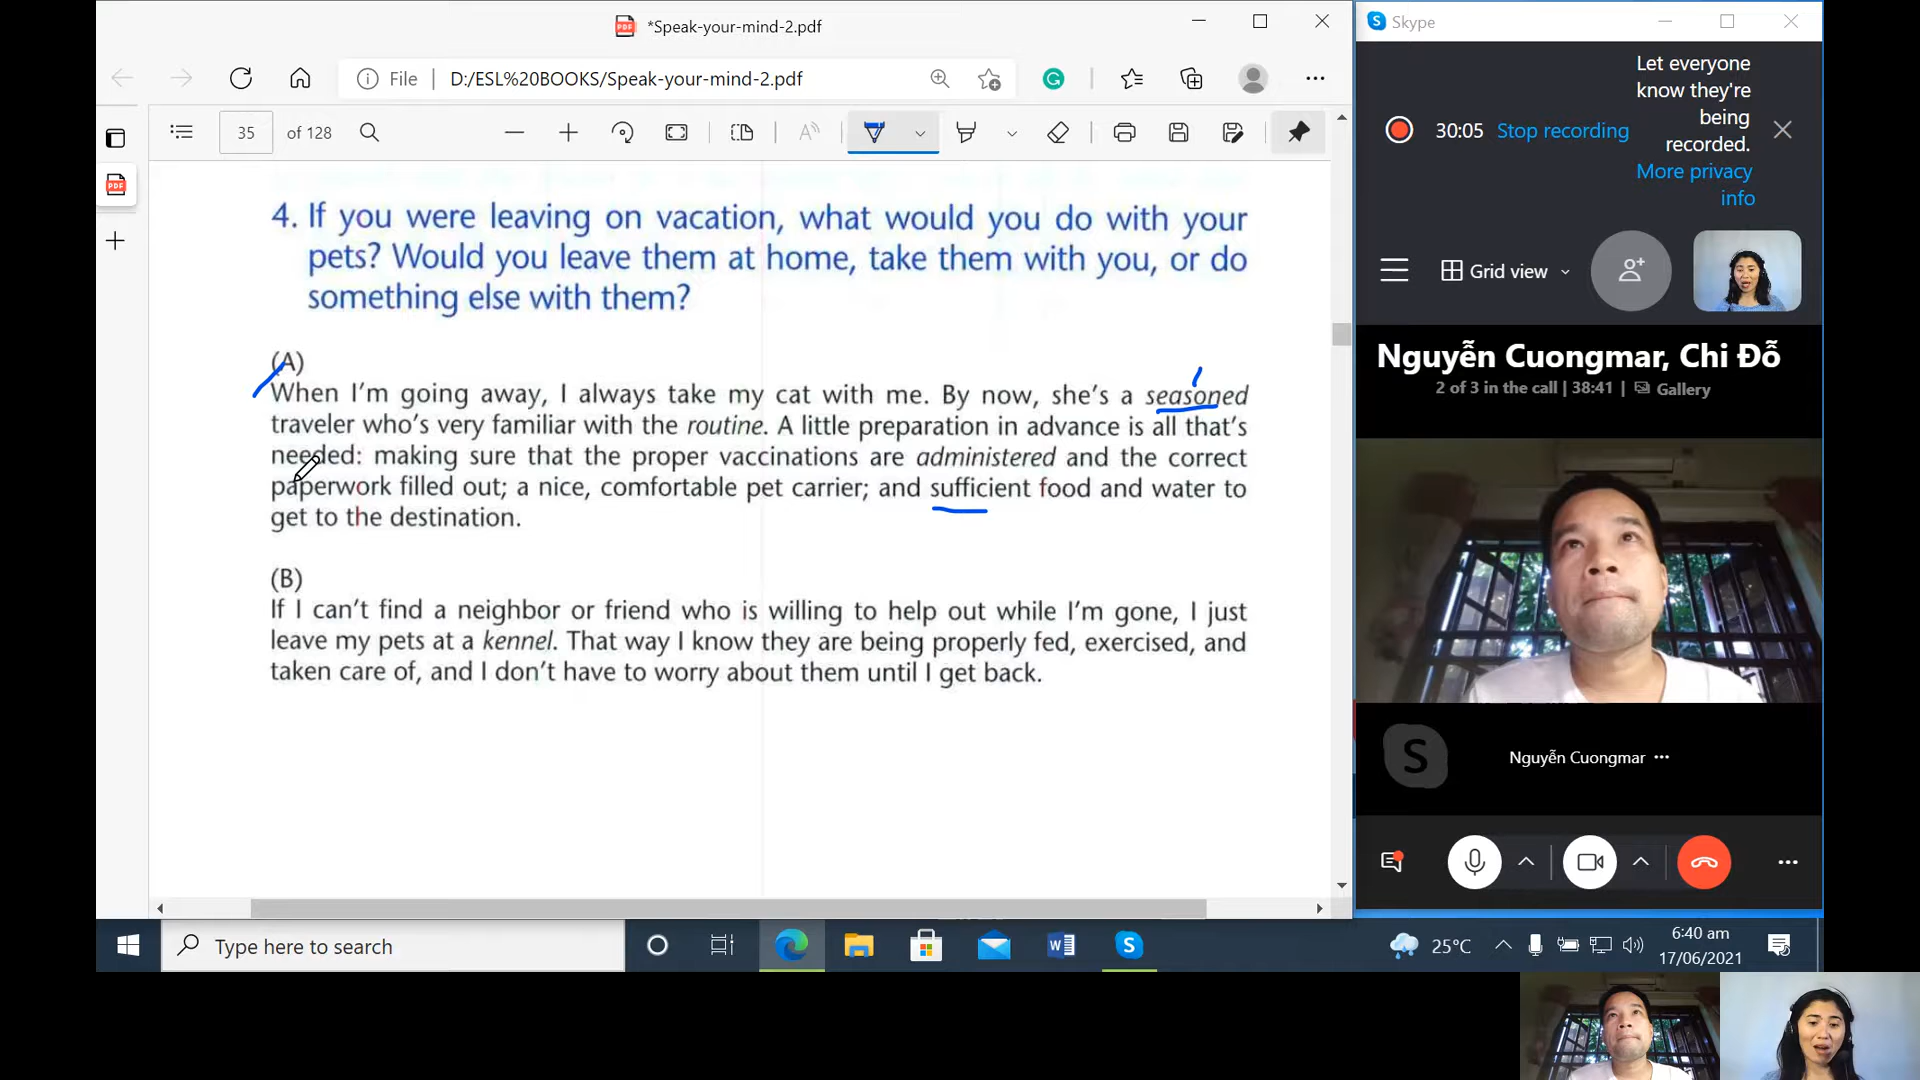 *Speak-your-mind-2.pdf
File
D:/ESL%20BOOKS/Speak-your-mind-2.pdf
35 of 128
4. If you were leaving on vacation, what would you do with your
pets? Would you leave them at home, take them with you, or do
something else with them?
(A)
When I'm going away, I always take my cat with me. By now, she's a seasoned
traveler who's very familiar with the routine. A little preparation in advance is all that's
needed: making sure that the proper vaccinations are administered and the correct
paperwork filled out; a nice, comfortable pet carrier; and sufficient food and water to
get to the destination.
(B)
If I can't find a neighbor or friend who is willing to help out while I'm gone, I just
leave my pets at a kennel. That way I know they are being properly fed, exercised, and
taken care of, and I don't have to worry about them until I get back.
Skype
30:05 Stop recording
Let everyone
know they're
being
recorded.
More privacy
info
Grid view
Nguyễn Cuongmar, Chi Đỗ
2 of 3 in the call | 38:41 | Gallery
S
Nguyễn Cuongmar
Type here to search
25°C
6:40 am
17/06/2021